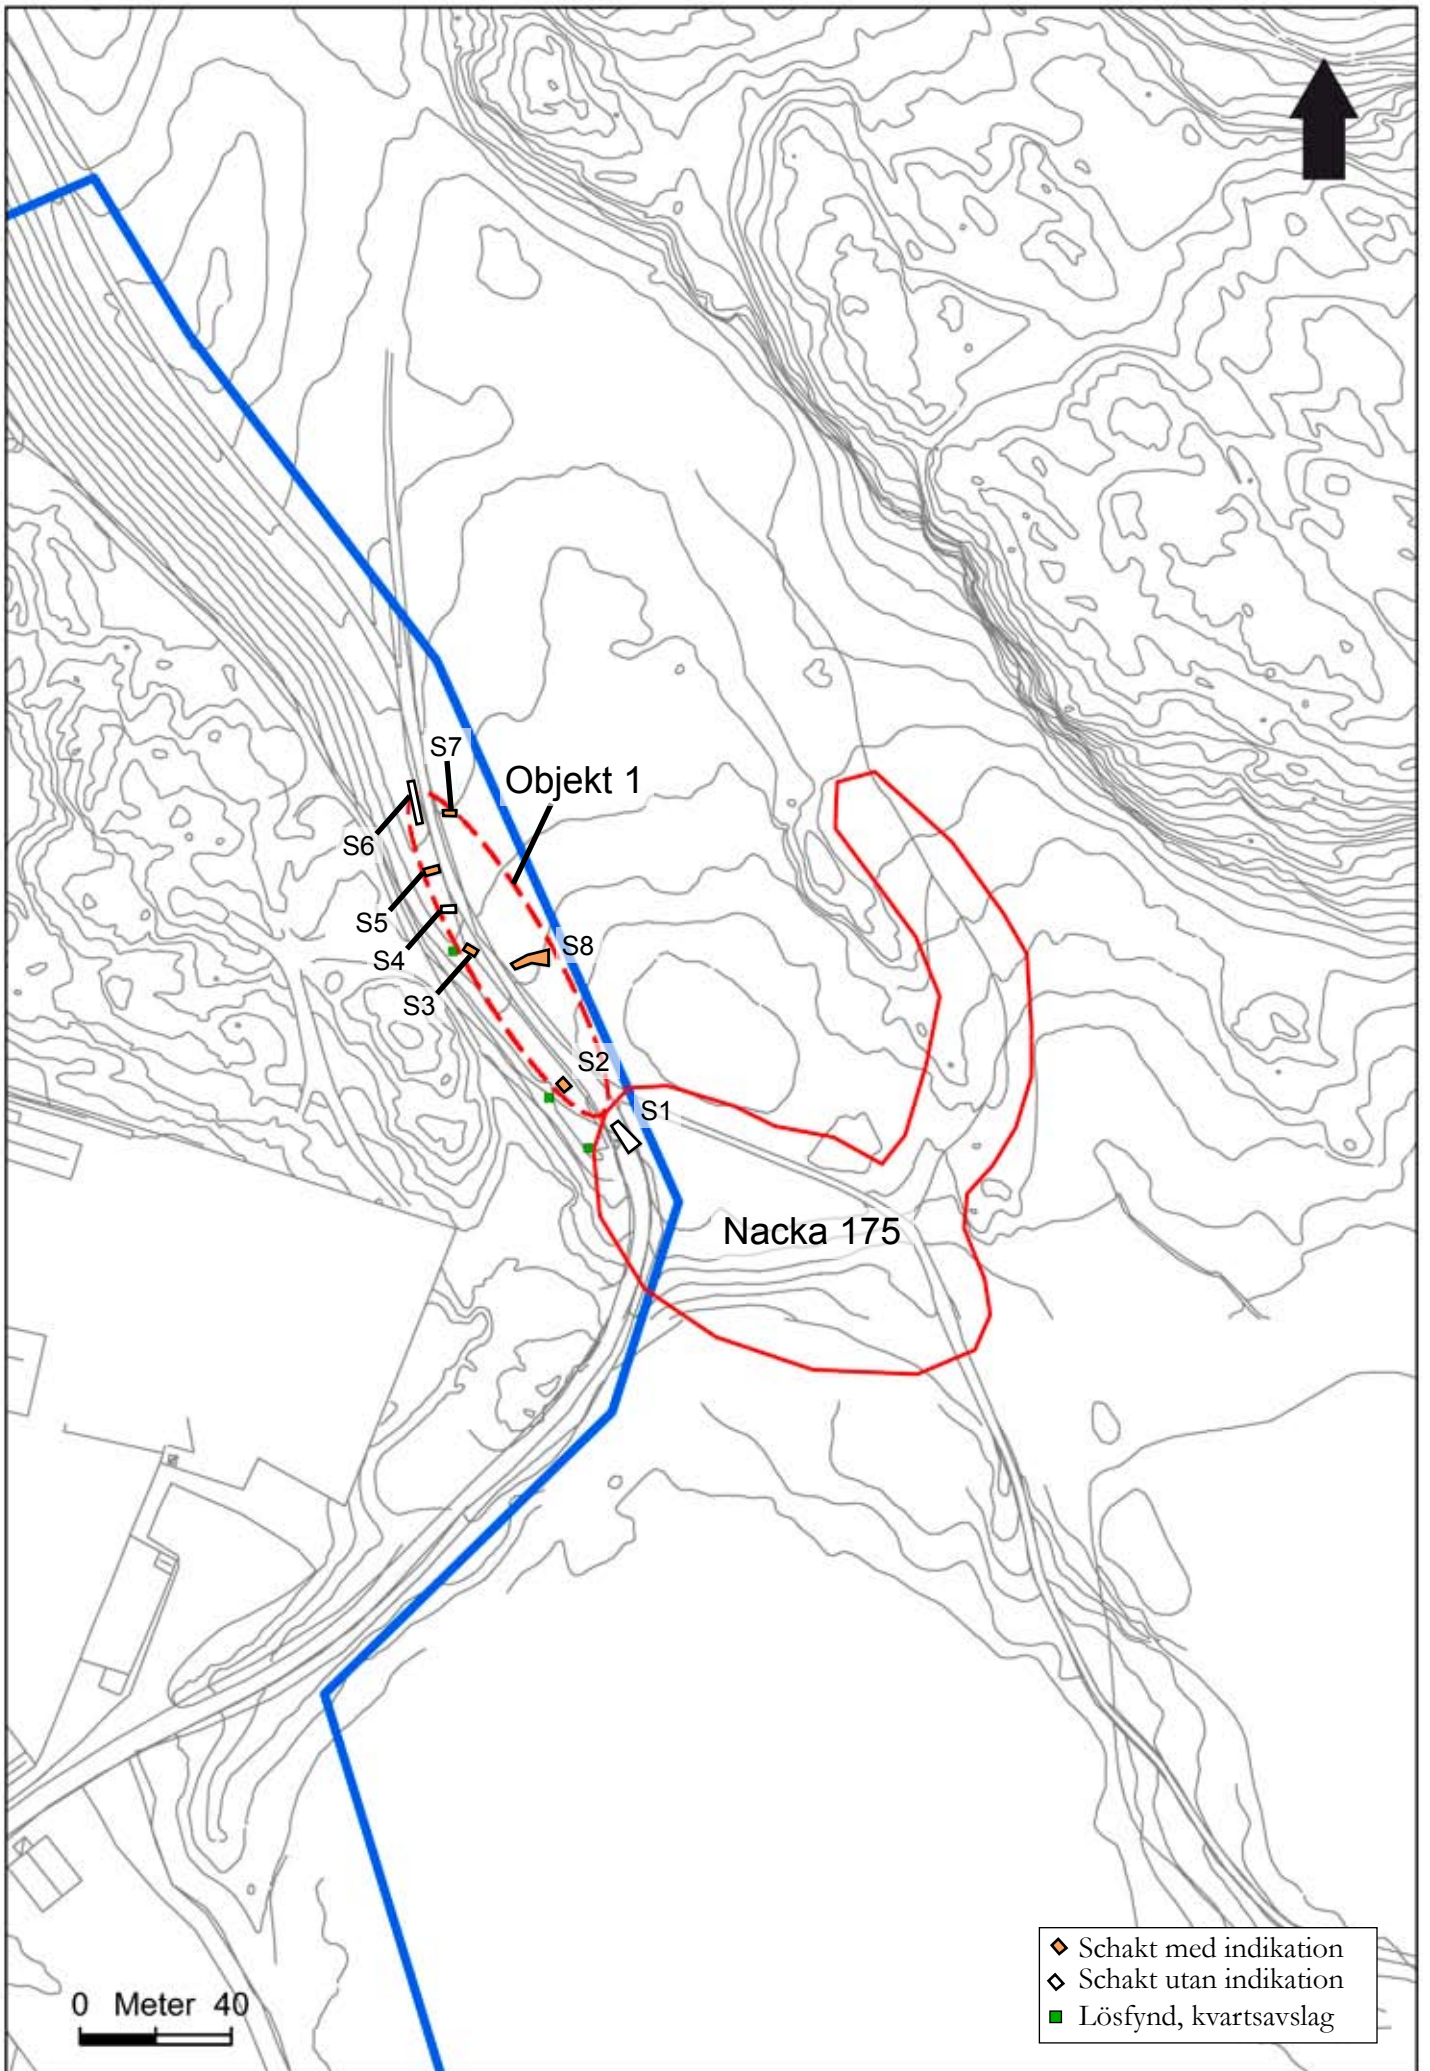 S7
Objekt 1
S6
S5
S4
S8
S3
S2
S1
Nacka 175
Schakt med indikation
Schakt utan indikation
Lösfynd, kvartsavslag
0 Meter 40